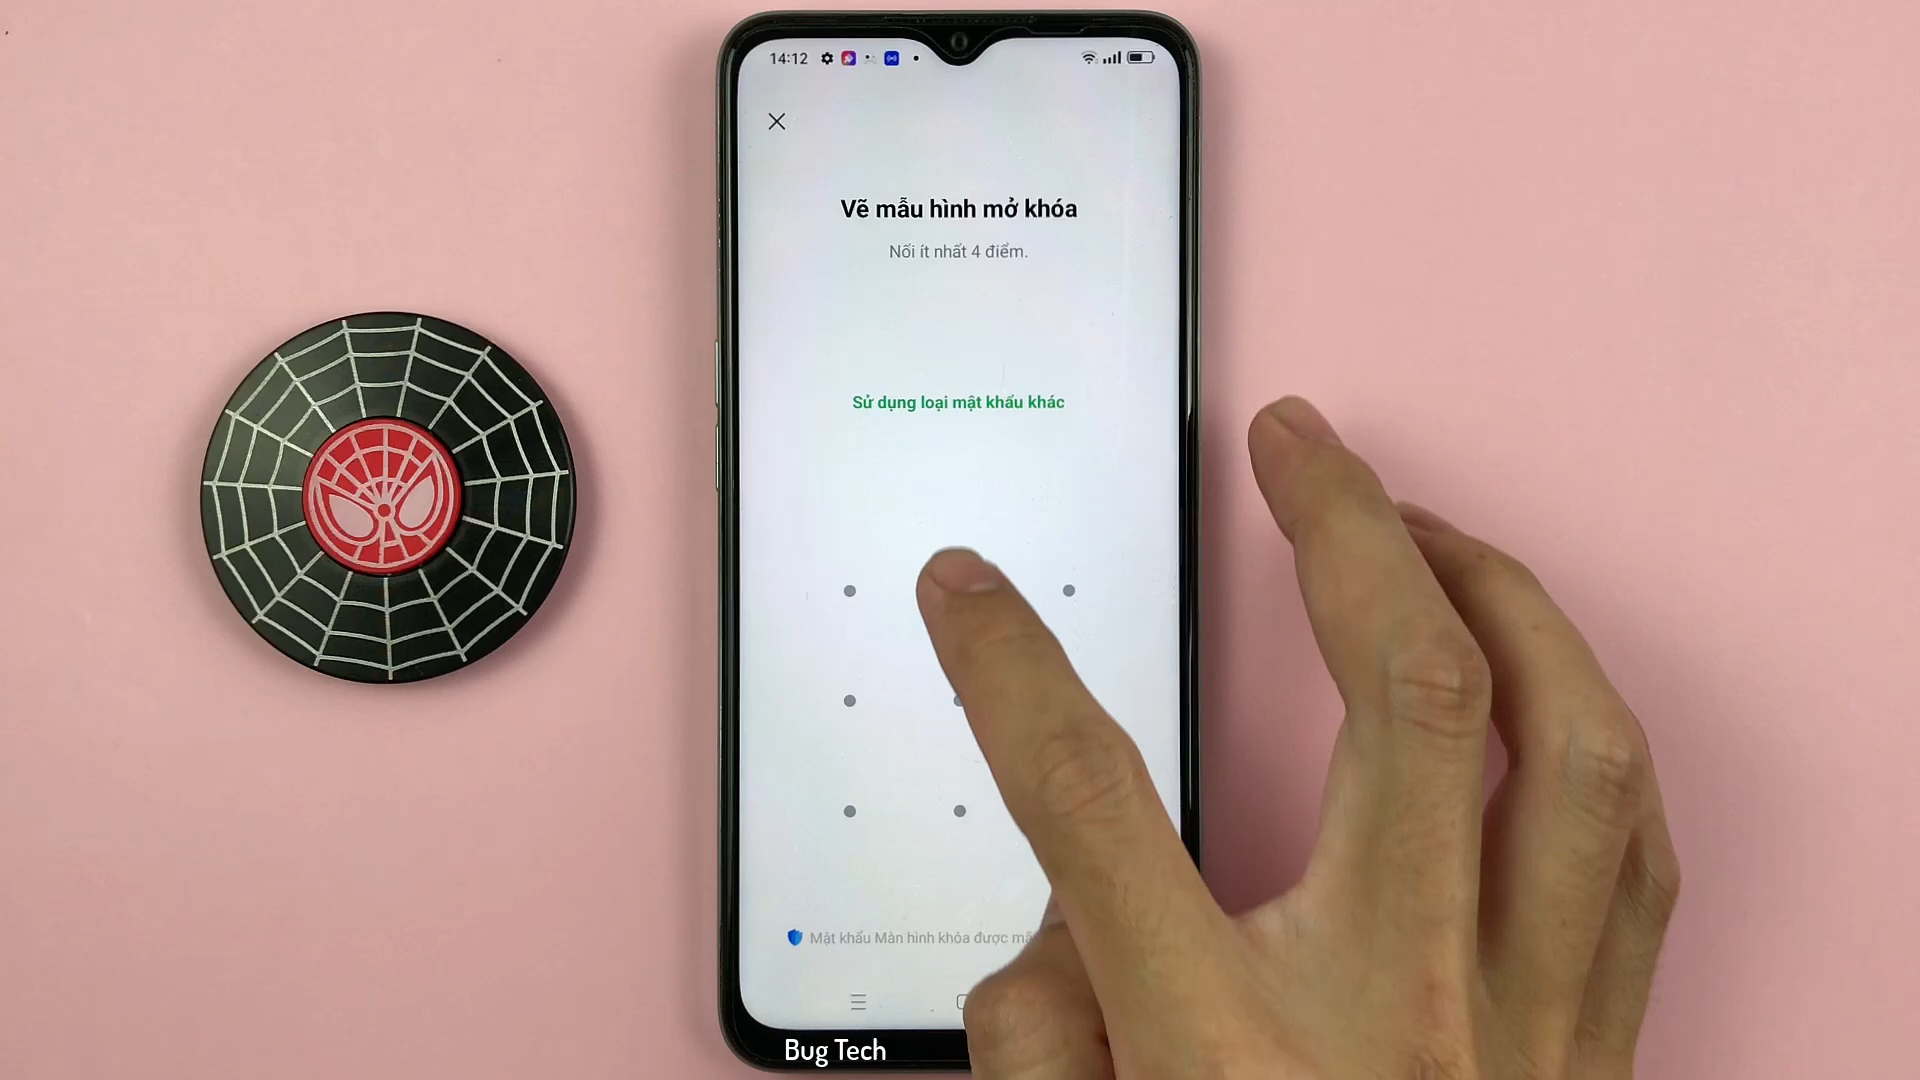 14:12
Vẽ mẫu hình mở khóa
Nối ít nhất 4 điểm.
Sử dụng loại mật khẩu khác
Mật khẩu Màn hình khóa được
Bug Tech